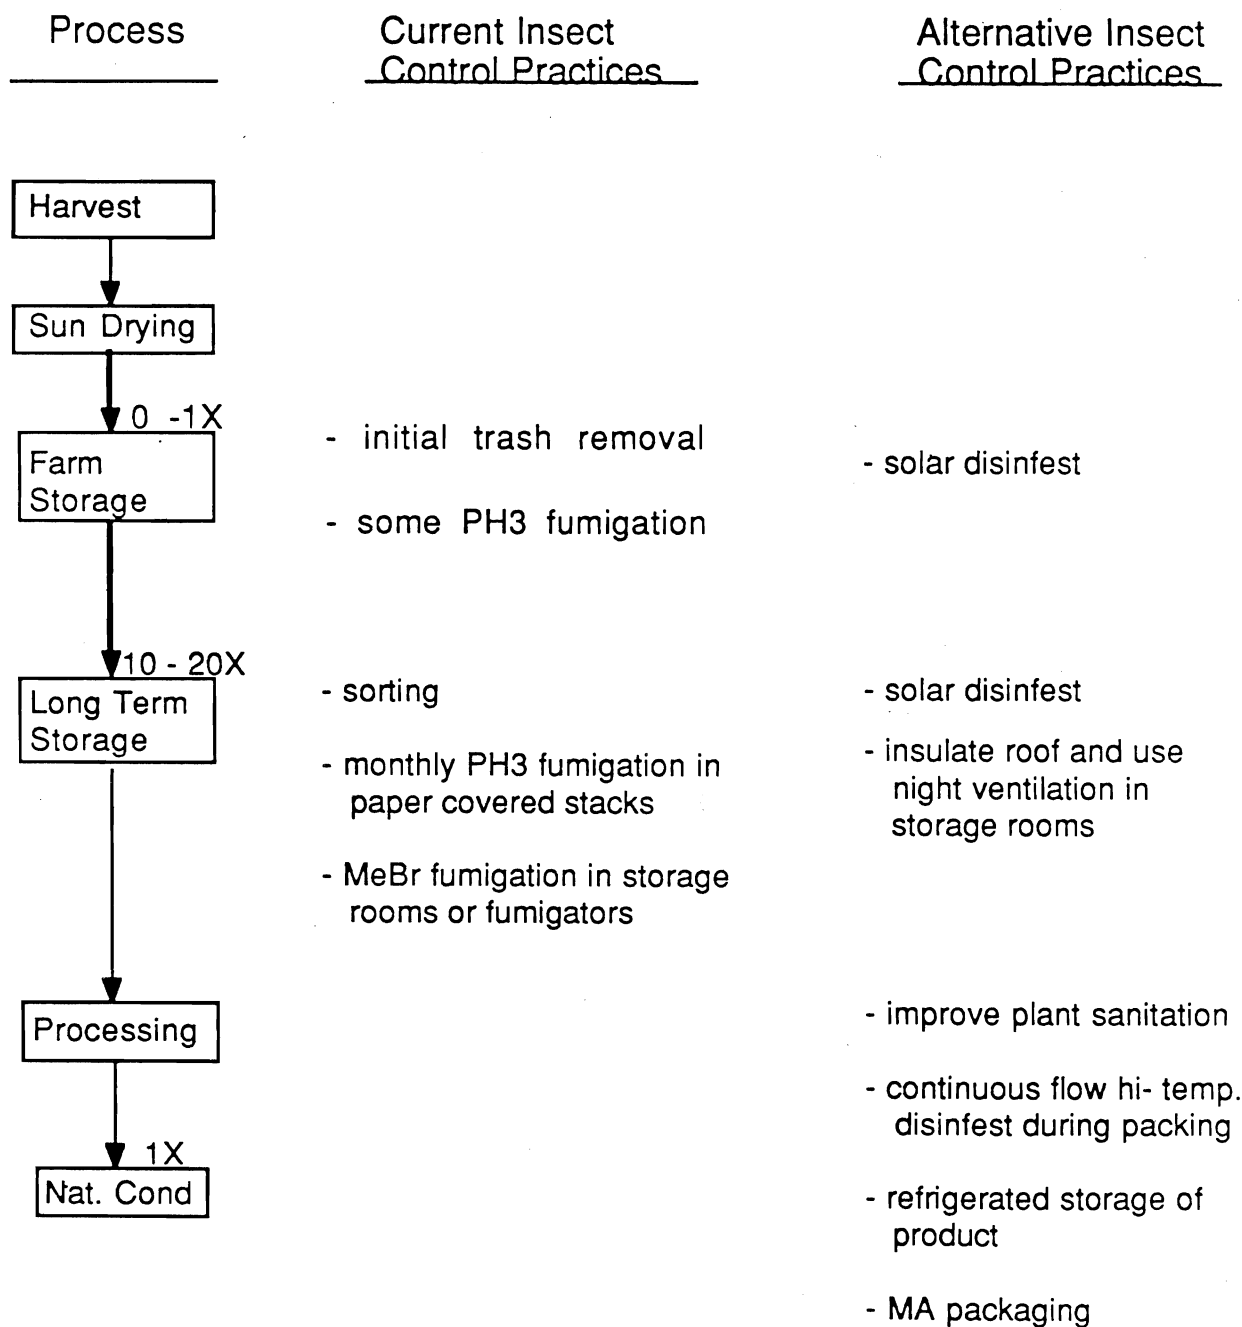 Process
Current Insect
Control Practices
Alternative Insect
Control Practices
Harvest
Sun Drying
0 -1X
Farm
Storage
- initial trash removal
- some PH3 fumigation
- solar disinfest
10 - 20X
Long Term
Storage
- sorting
- monthly PH3 fumigation in
paper covered stacks
- MeBr fumigation in storage
rooms or fumigators
- solar disinfest
- insulate roof and use
night ventilation in
storage rooms
Processing
- improve plant sanitation
- continuous flow hi- temp.
disinfest during packing
1X
Nat. Cond
- refrigerated storage of
product
- MA packaging